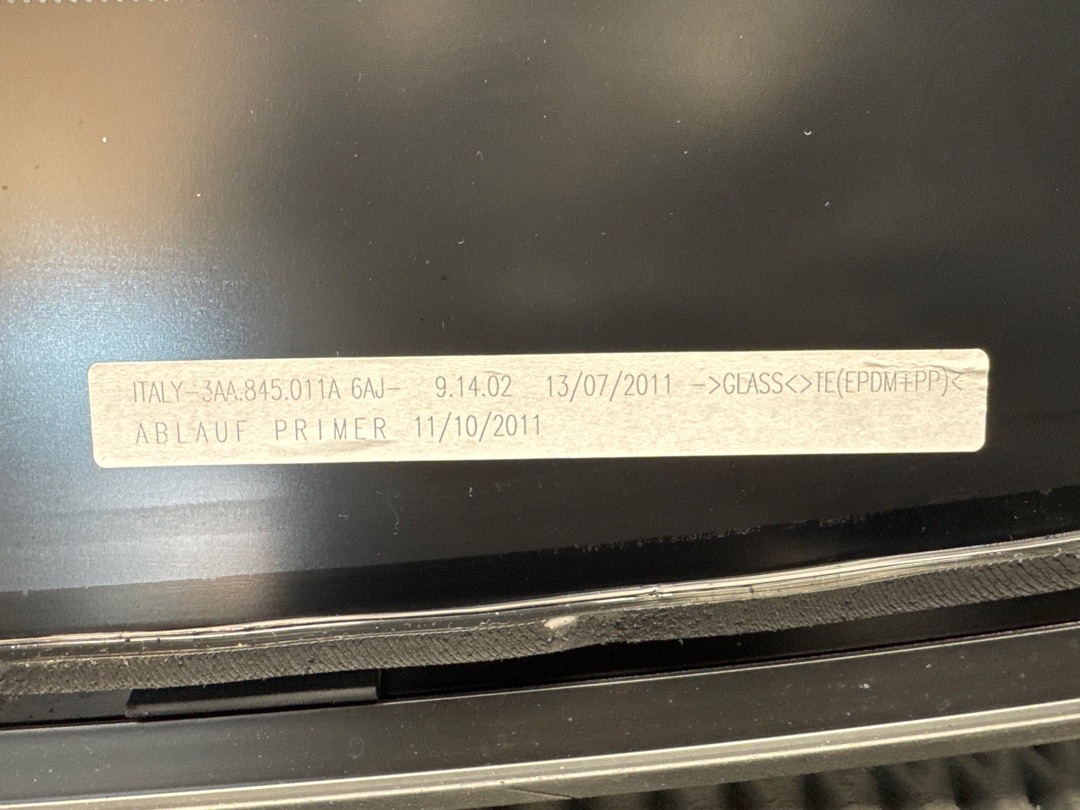 ITALY-3AA.845.011A 6AJ- 9.14.02 13/07/2011 ->GLASS<>TE(EPDM+PP)<
ABLAUF PRIMER 11/10/2011